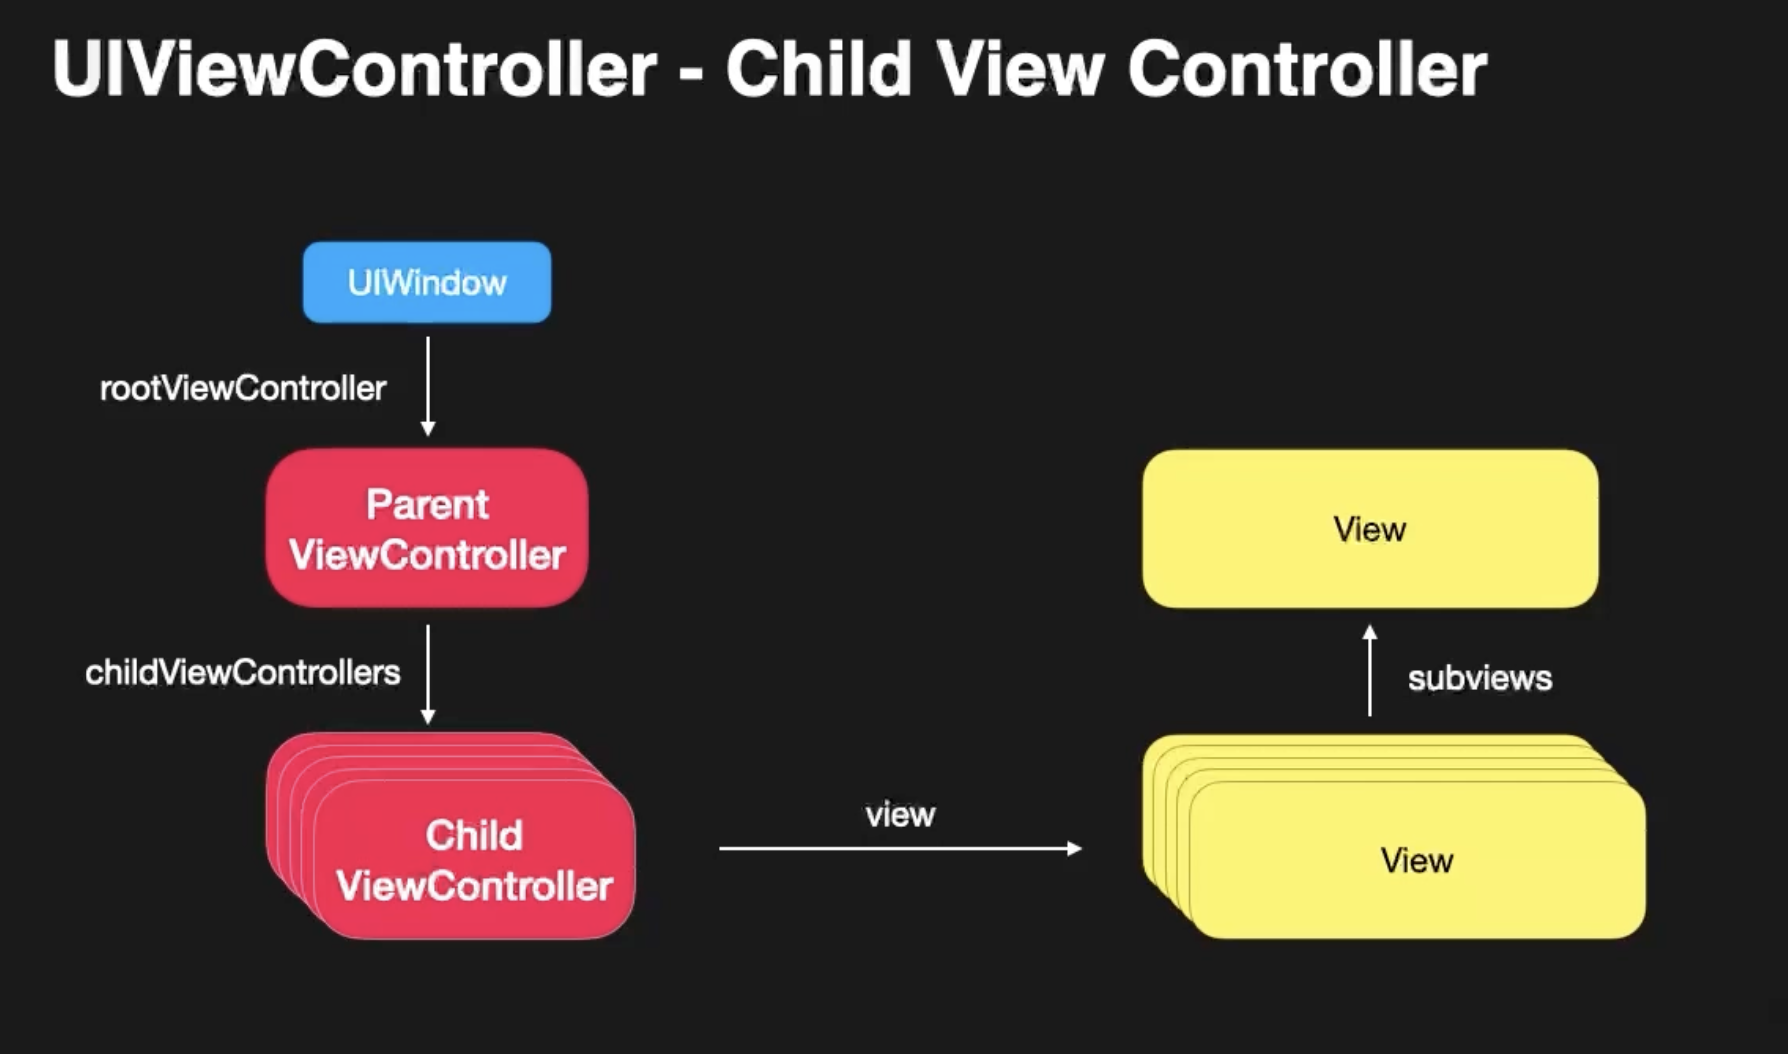 UIViewController - Child View Controller
UIWindow
rootViewController
Parent
ViewController
View
childViewControllers
subviews
Child
ViewController
view
View